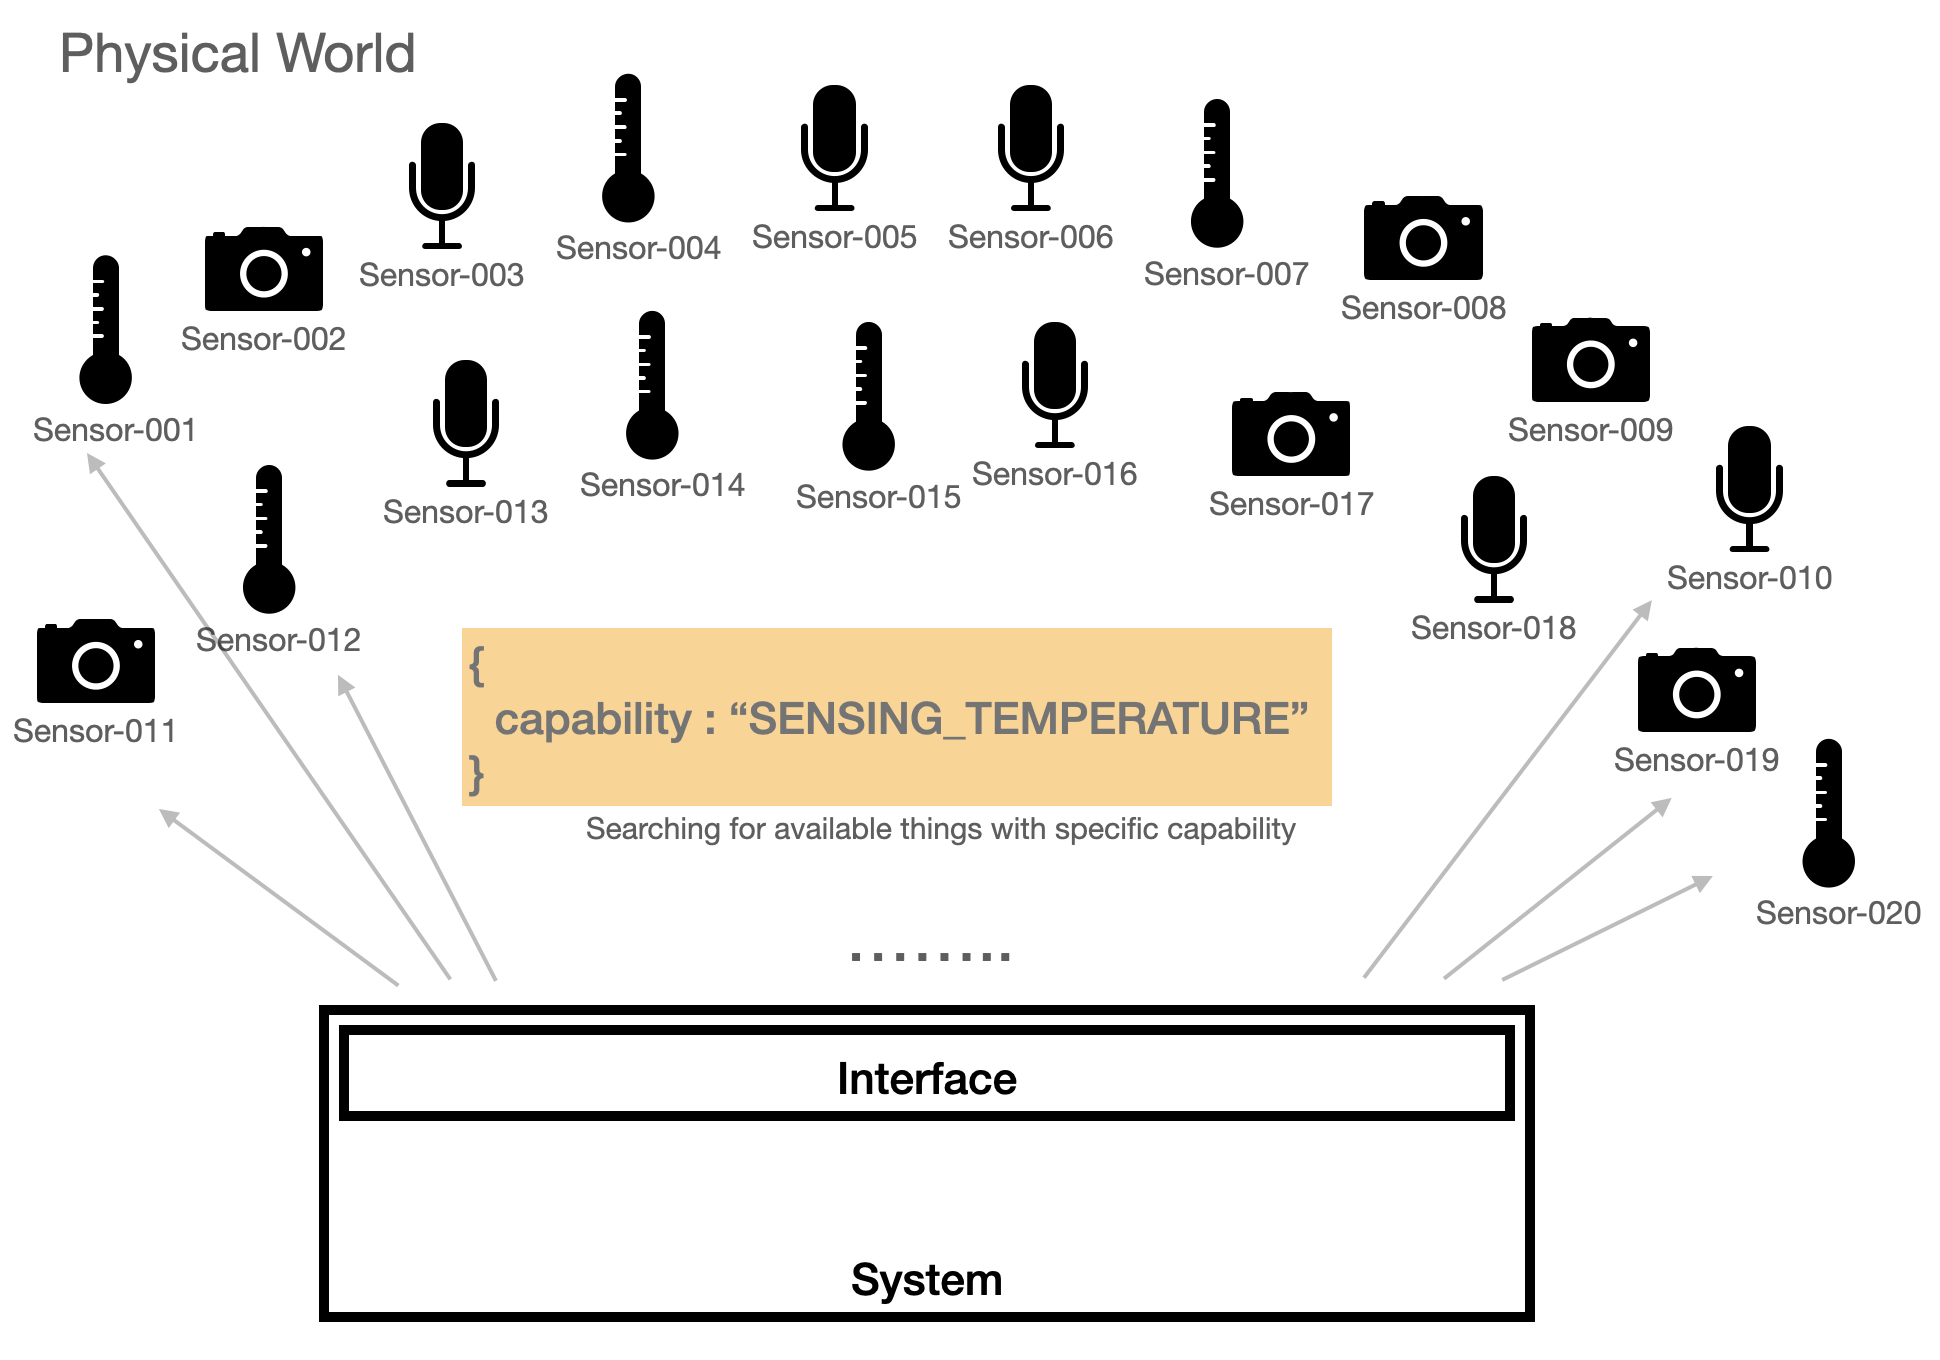 Physical World
Sensor-001
Sensor-002
Sensor-003
Sensor-004
Sensor-005
Sensor-006
Sensor-007
Sensor-008
Sensor-009
Sensor-010
Sensor-011
Sensor-012
Sensor-013
Sensor-014
Sensor-015
Sensor-016
Sensor-017
Sensor-018
Sensor-019
Sensor-020
{
capability : “SENSING_TEMPERATURE”
}
Searching for available things with specific capability
........
Interface
System